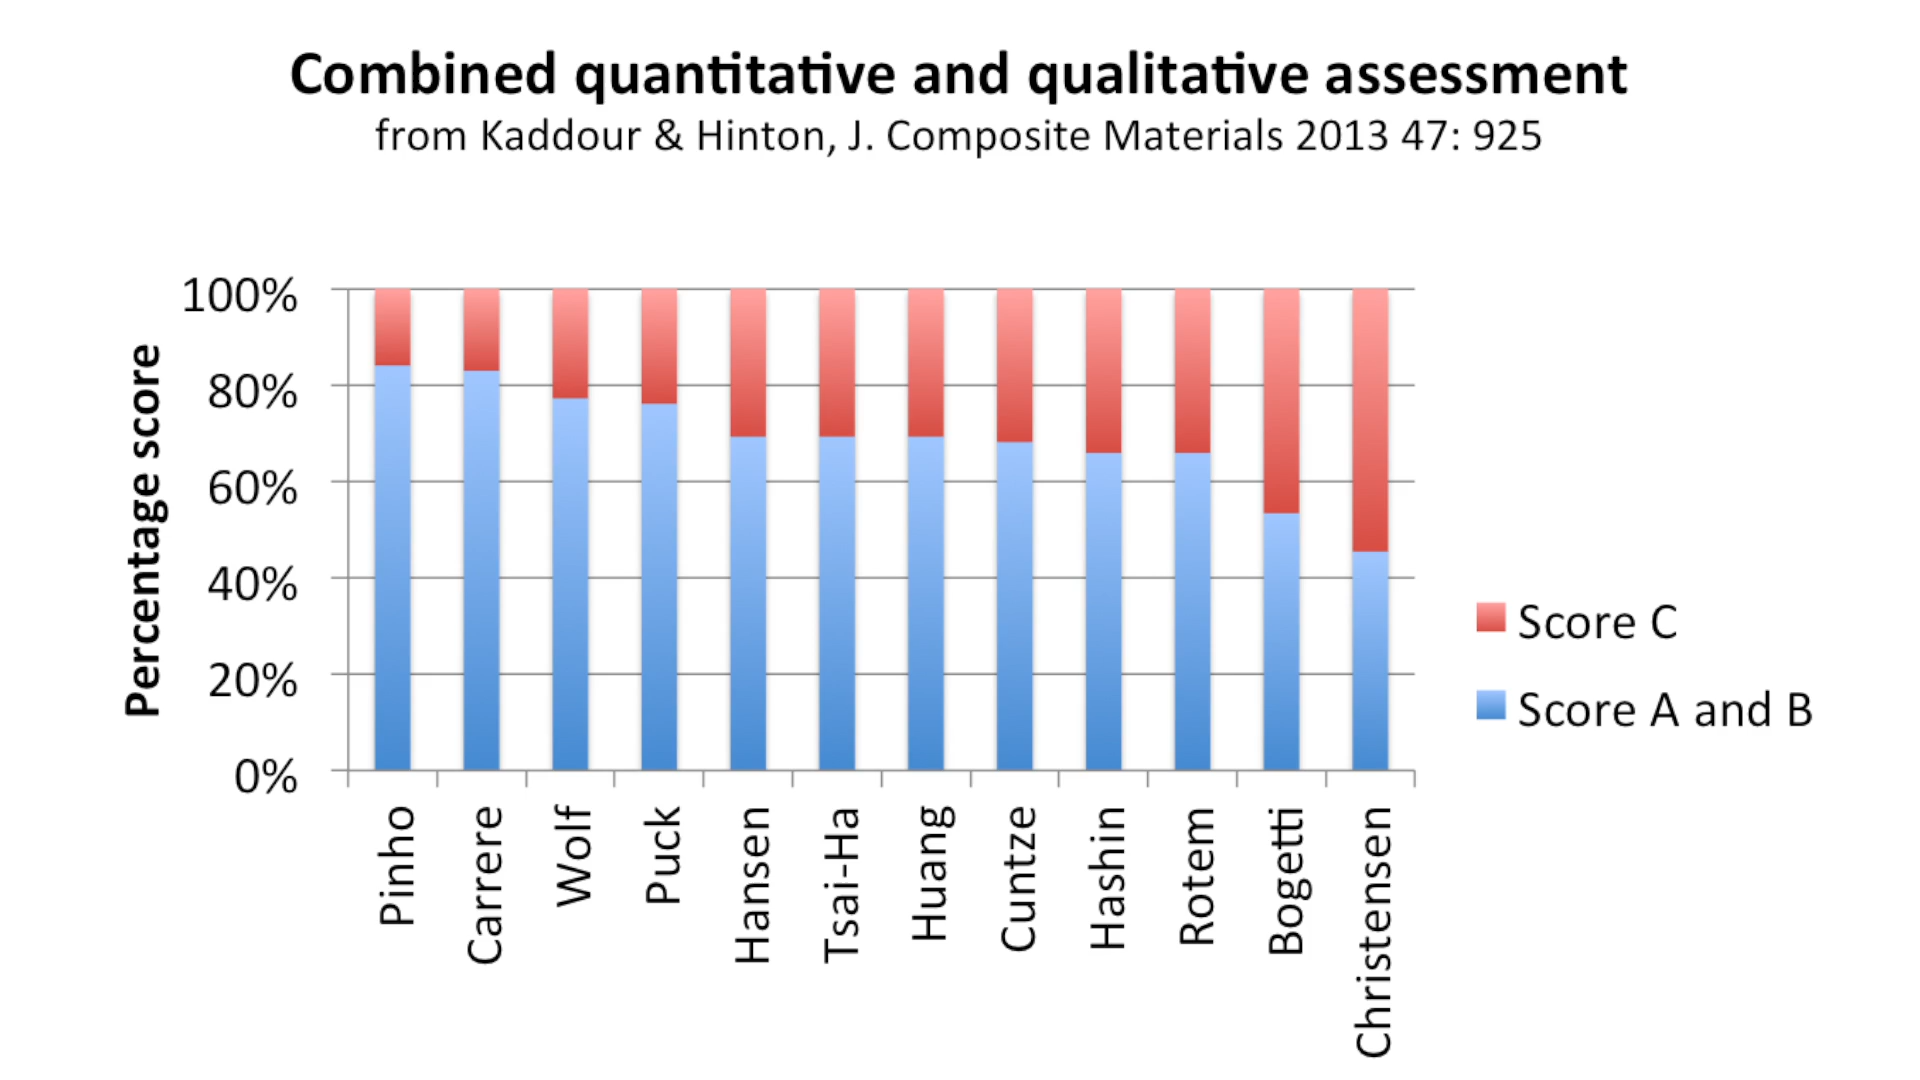 Combined quantitative and qualitative assessment
from Kaddour & Hinton, J. Composite Materials 2013 47: 925
Percentage score
100%
80%
60%
40%
20%
0%
Pinho
Carrere
Wolf
Puck
Hansen
Tsai-Ha
Huang
Cuntze
Hashin
Rotem
Bogetti
Christensen
Score C
Score A and B